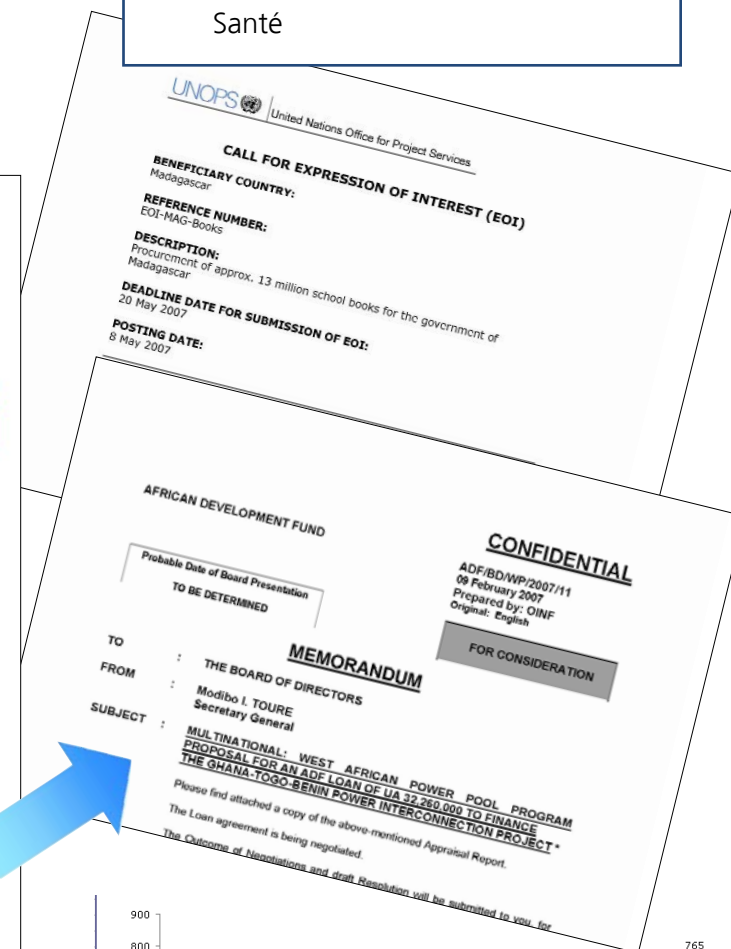 Santé
UNOPS United Nations Office for Project Services
CALL FOR EXPRESSION OF INTEREST (EOI)
BENEFICIARY COUNTRY:
Madagascar
REFERENCE NUMBER:
EOI-MAG-Books
DESCRIPTION:
Procurement of approx. 13 million school books for the government of
Madagascar
DEADLINE DATE FOR SUBMISSION OF EOI:
20 May 2007
POSTING DATE:
8 May 2007
AFRICAN DEVELOPMENT FUND
CONFIDENTIAL
ADF/BD/WP/2007/11
09 February 2007
Prepared by: OINF
Original: English
Probable Date of Board Presentation
TO BE DETERMINED
FOR CONSIDERATION
MEMORANDUM
TO : THE BOARD OF DIRECTORS
FROM : Modibo I. TOURE
Secretary General
SUBJECT : MULTINATIONAL: WEST AFRICAN POWER POOL PROGRAM
PROPOSAL FOR AN ADF LOAN OF UA 32,260,000 TO FINANCE
THE GHANA-TOGO-BENIN POWER INTERCONNECTION PROJECT*
Please find attached a copy of the above-mentioned Appraisal Report.
The Loan agreement is being negotiated.
The Outcome of Negotiations and draft Resolution will be submitted to you, for
900
800
765